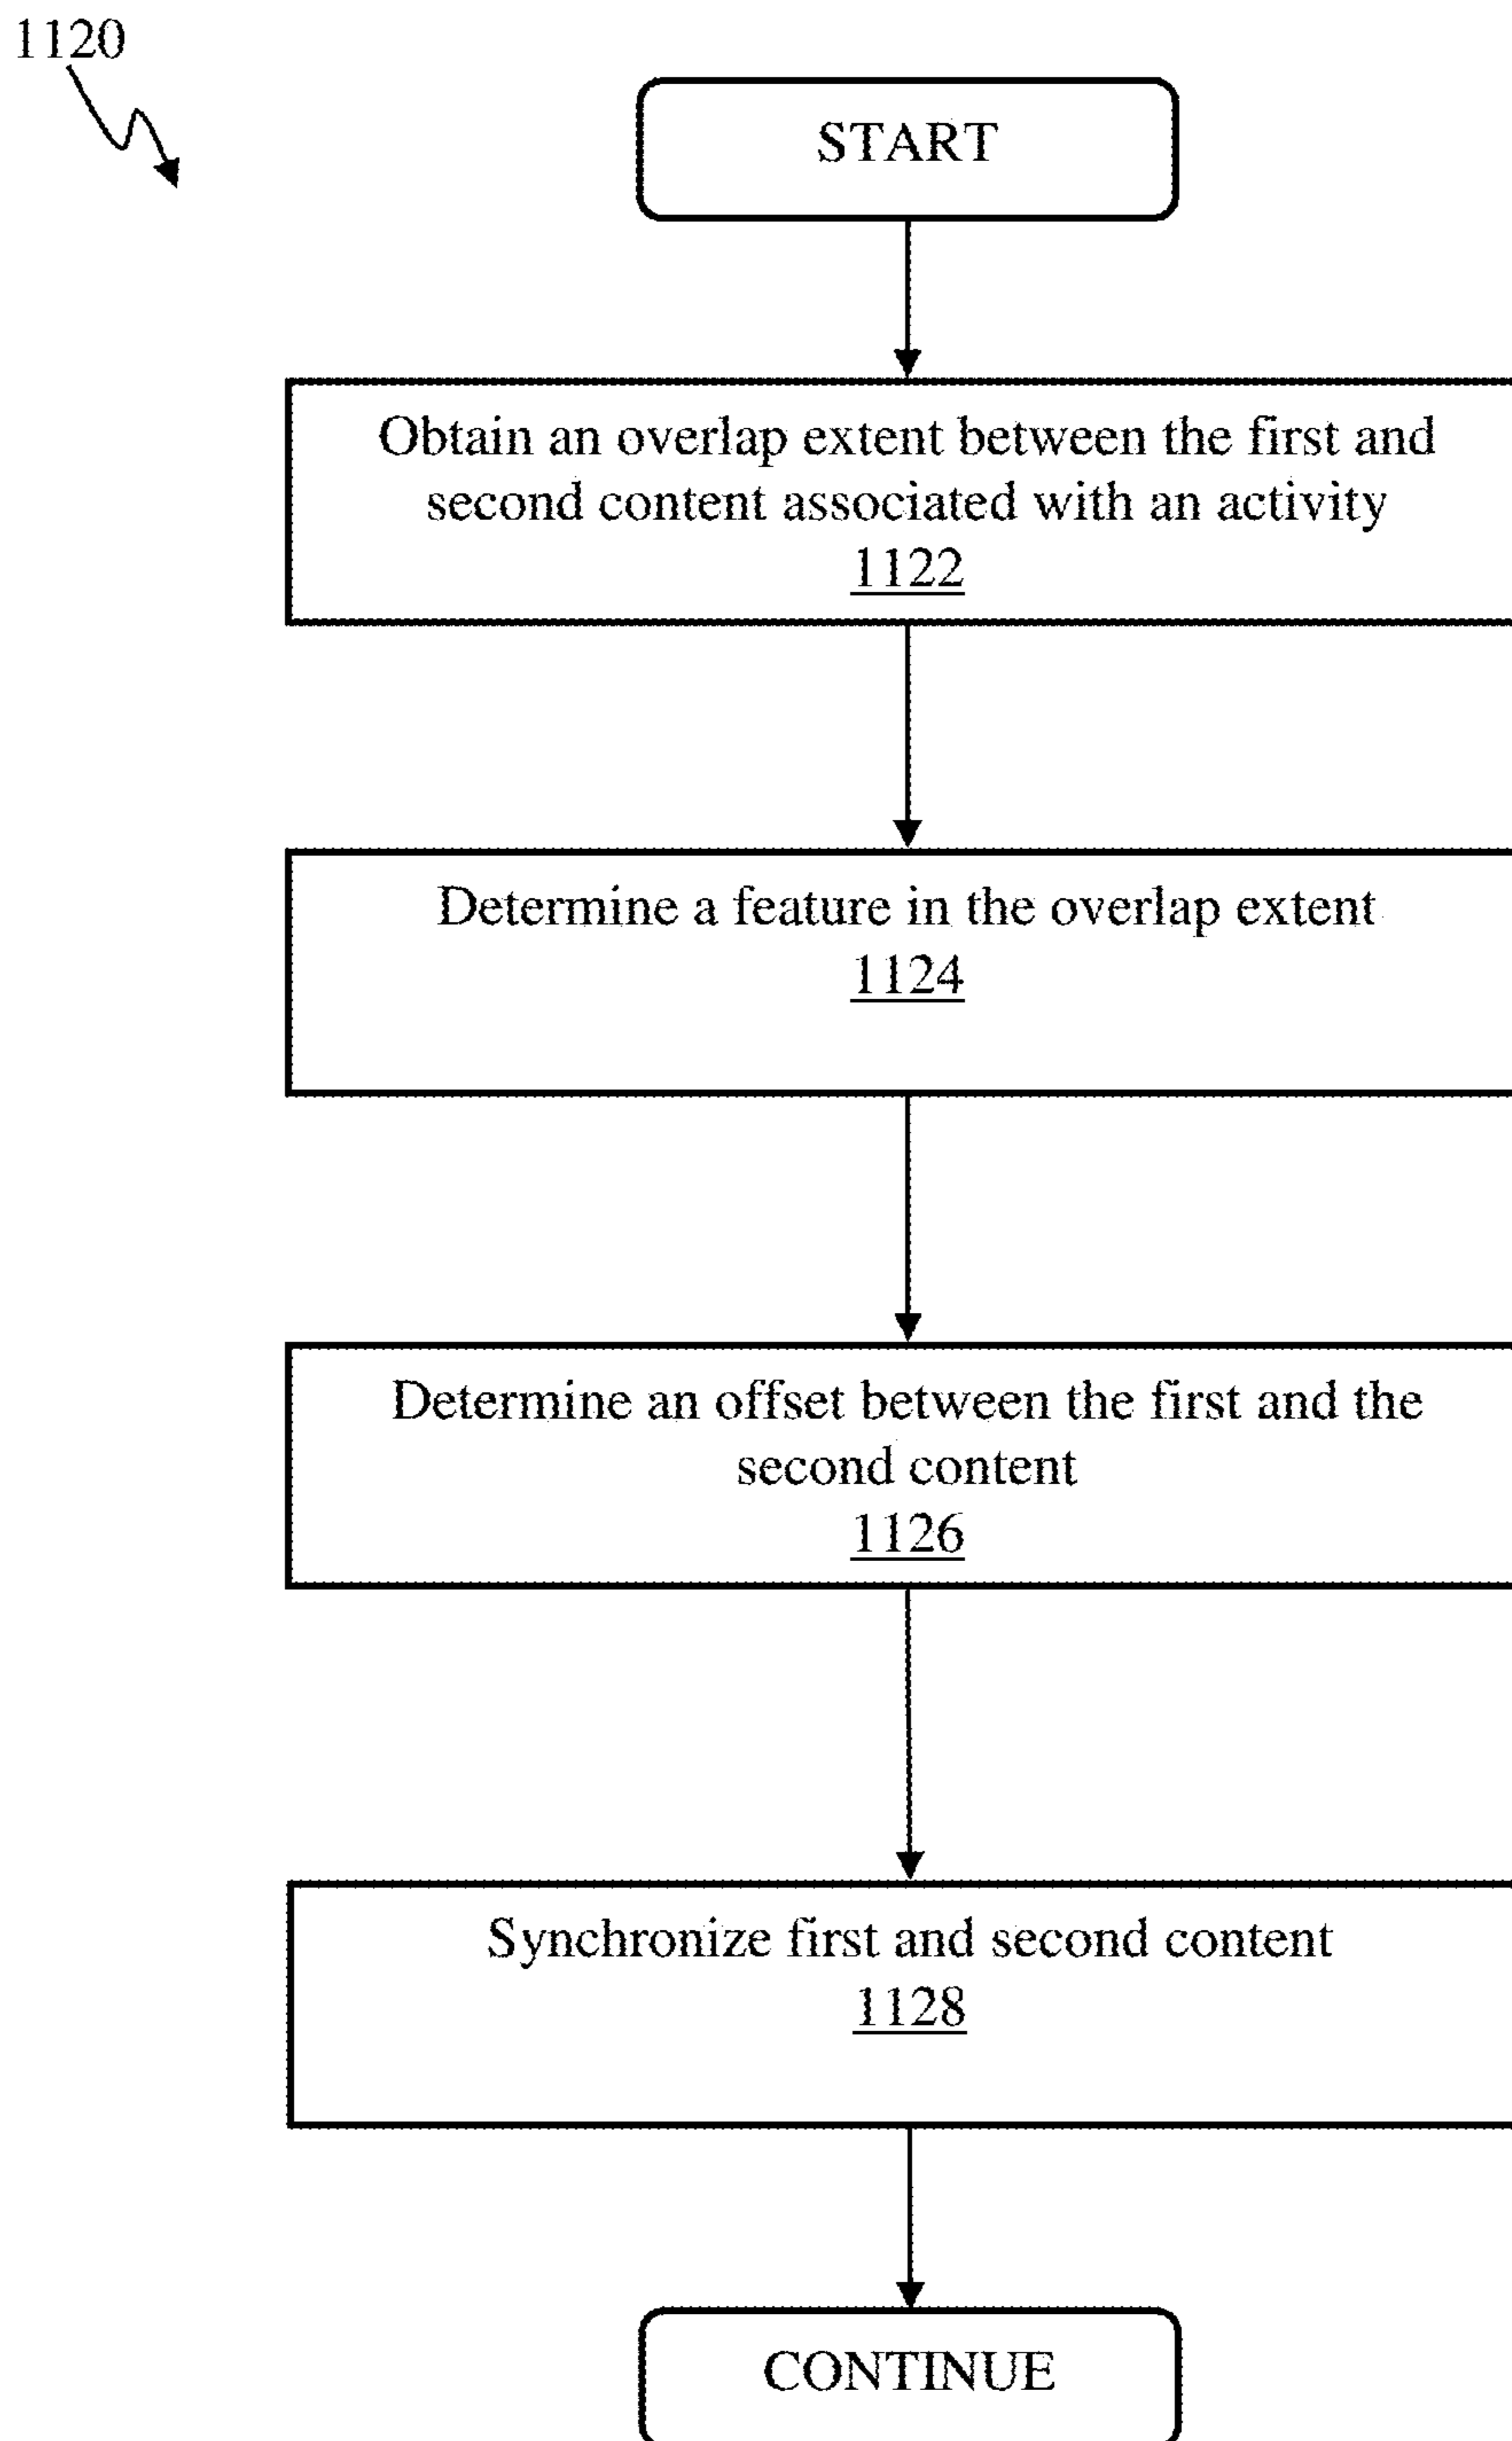 1120
START
Obtain an overlap extent between the first and
second content associated with an activity
1122
Determine a feature in the overlap extent
1124
Determine an offset between the first and the
second content
1126
Synchronize first and second content
1128
CONTINUE